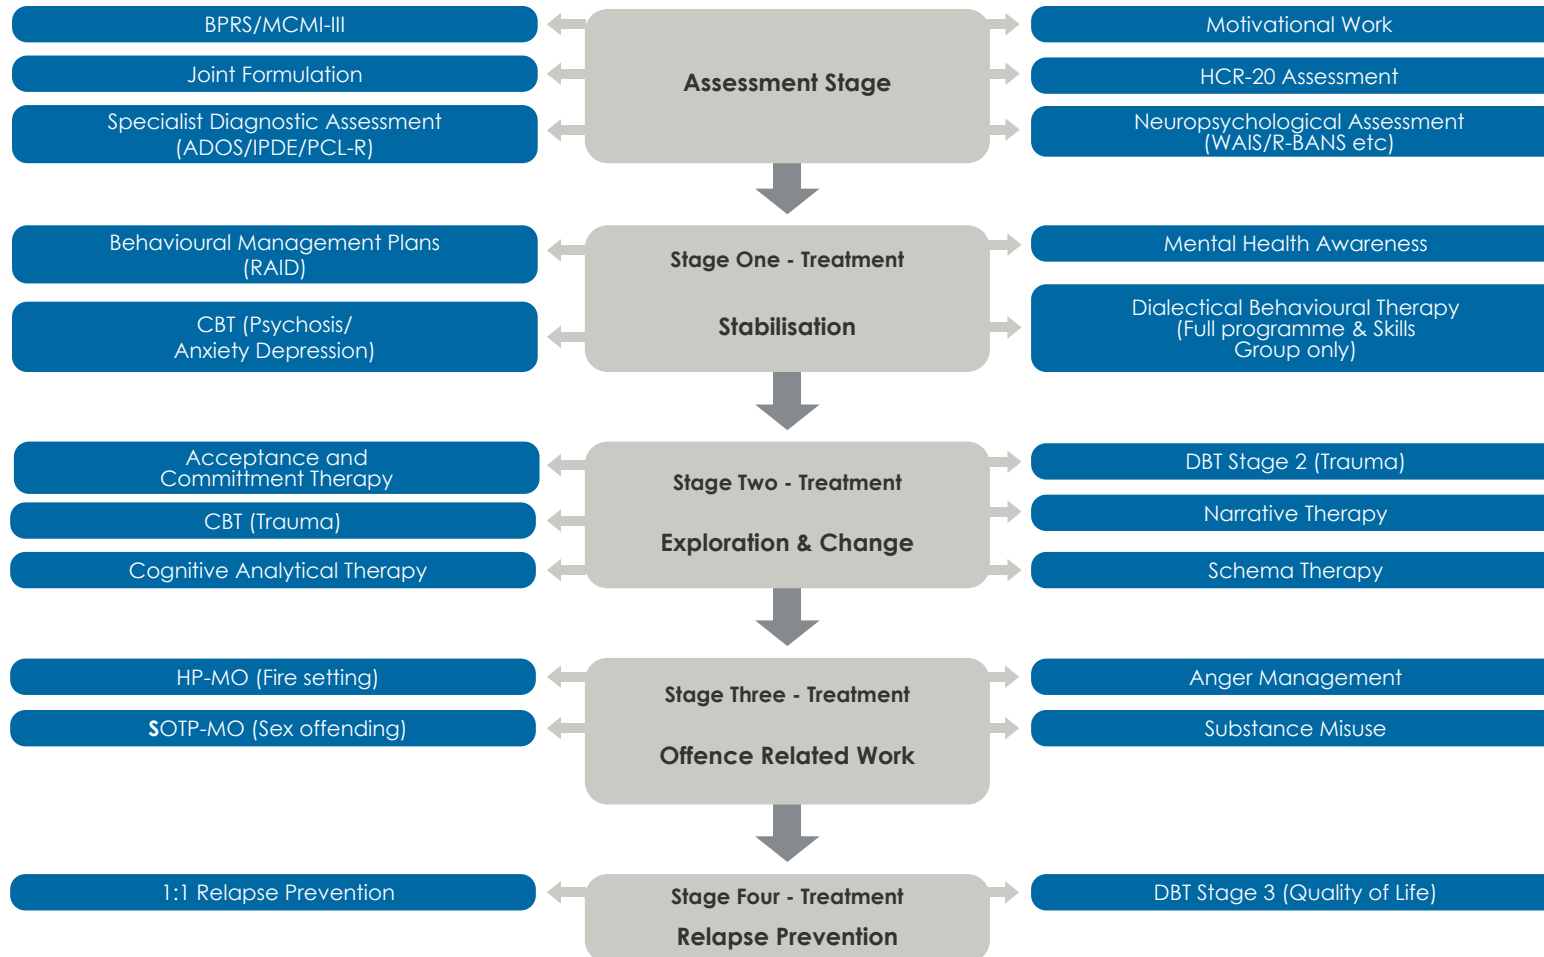 BPRS/MCMI-III
Joint Formulation
Specialist Diagnostic Assessment
(ADOS/IPDE/PCL-R)
Assessment Stage
Motivational Work
HCR-20 Assessment
Neuropsychological Assessment
(WAIS/R-BANS etc)
Behavioural Management Plans
(RAID)
CBT (Psychosis/
Anxiety Depression)
Stage One - Treatment
Stabilisation
Mental Health Awareness
Dialectical Behavioural Therapy
(Full programme & Skills
Group only)
Acceptance and
Committment Therapy
CBT (Trauma)
Cognitive Analytical Therapy
Stage Two - Treatment
Exploration & Change
DBT Stage 2 (Trauma)
Narrative Therapy
Schema Therapy
HP-MO (Fire setting)
SOTP-MO (Sex offending)
Stage Three - Treatment
Offence Related Work
Anger Management
Substance Misuse
1:1 Relapse Prevention
Stage Four - Treatment
Relapse Prevention
DBT Stage 3 (Quality of Life)